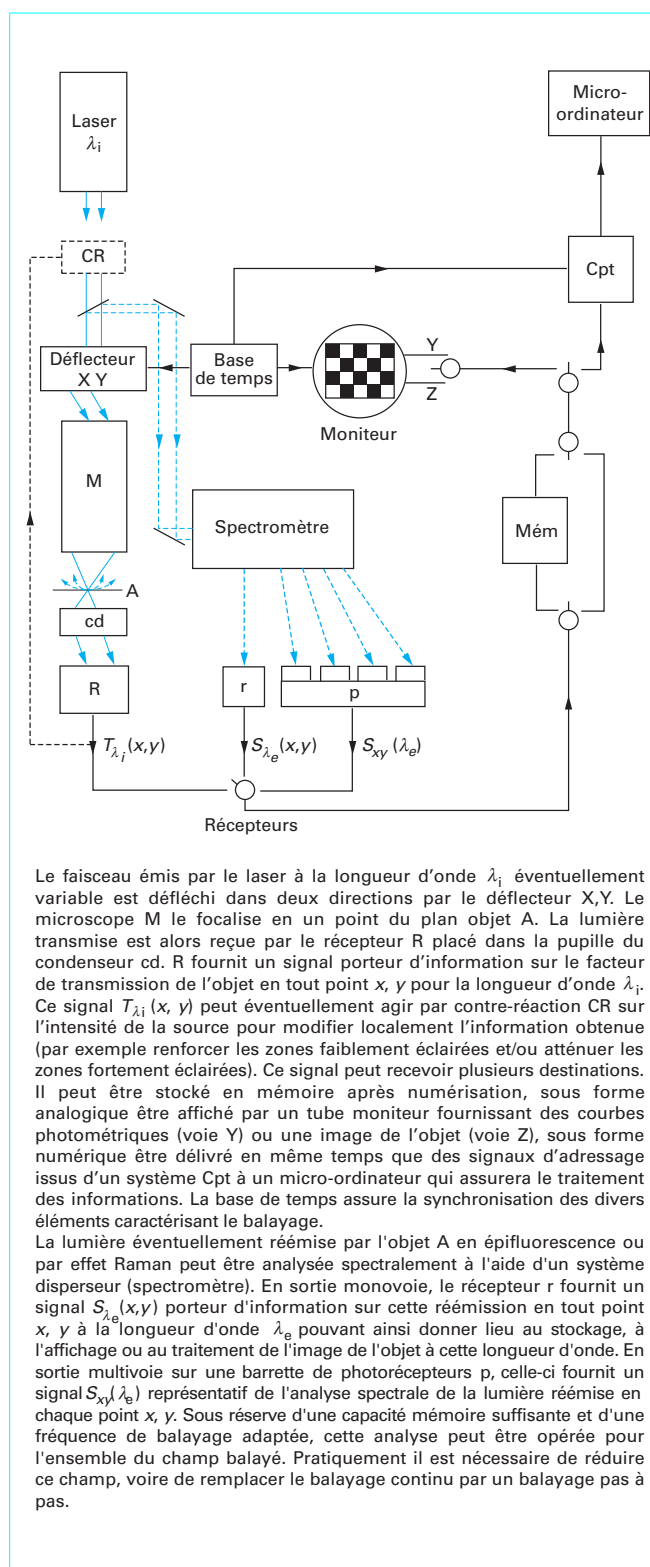 Laser
λi
Micro-
ordinateur
CR
Cpt
Déflecteur
X Y
Base
de temps
Y
Z
Moniteur
M
Spectromètre
Mém
A
cd
R
r
p
Tλi (x,y)
Sλe (x,y)
Sxy (λe)
Récepteurs
Le faisceau émis par le laser à la longueur d’onde λi éventuellement
variable est défléchi dans deux directions par le déflecteur X,Y. Le
microscope M le focalise en un point du plan objet A. La lumière
transmise est alors reçue par le récepteur R placé dans la pupille du
condenseur cd. R fournit un signal porteur d’information sur le facteur
de transmission de l’objet en tout point x, y pour la longueur d’onde λi.
Ce signal Tλi (x, y) peut éventuellement agir par contre-réaction CR sur
l’intensité de la source pour modifier localement l’information obtenue
(par exemple renforcer les zones faiblement éclairées et/ou atténuer les
zones fortement éclairées). Ce signal peut recevoir plusieurs destinations.
Il peut être stocké en mémoire après numérisation, sous forme
analogique être affiché par un tube moniteur fournissant des courbes
photométriques (voie Y) ou une image de l’objet (voie Z), sous forme
numérique être délivré en même temps que des signaux d’adressage
issus d’un système Cpt à un micro-ordinateur qui assurera le traitement
des informations. La base de temps assure la synchronisation des divers
éléments caractérisant le balayage.
La lumière éventuellement réémise par l'objet A en épifluorescence ou
par effet Raman peut être analysée spectralement à l'aide d'un système
disperseur (spectromètre). En sortie monovoie, le récepteur r fournit un
signal Sλe(x,y) porteur d'information sur cette réémission en tout point
x, y à la longueur d'onde λe pouvant ainsi donner lieu au stockage, à
l'affichage ou au traitement de l'image de l'objet à cette longueur d'onde. En
sortie multivoie sur une barrette de photorécepteurs p, celle-ci fournit un
signal Sxy(λe) représentatif de l'analyse spectrale de la lumière réémise en
chaque point x, y. Sous réserve d'une capacité mémoire suffisante et d'une
fréquence de balayage adaptée, cette analyse peut être opérée pour
l'ensemble du champ balayé. Pratiquement il est nécessaire de réduire
ce champ, voire de remplacer le balayage continu par un balayage pas à
pas.